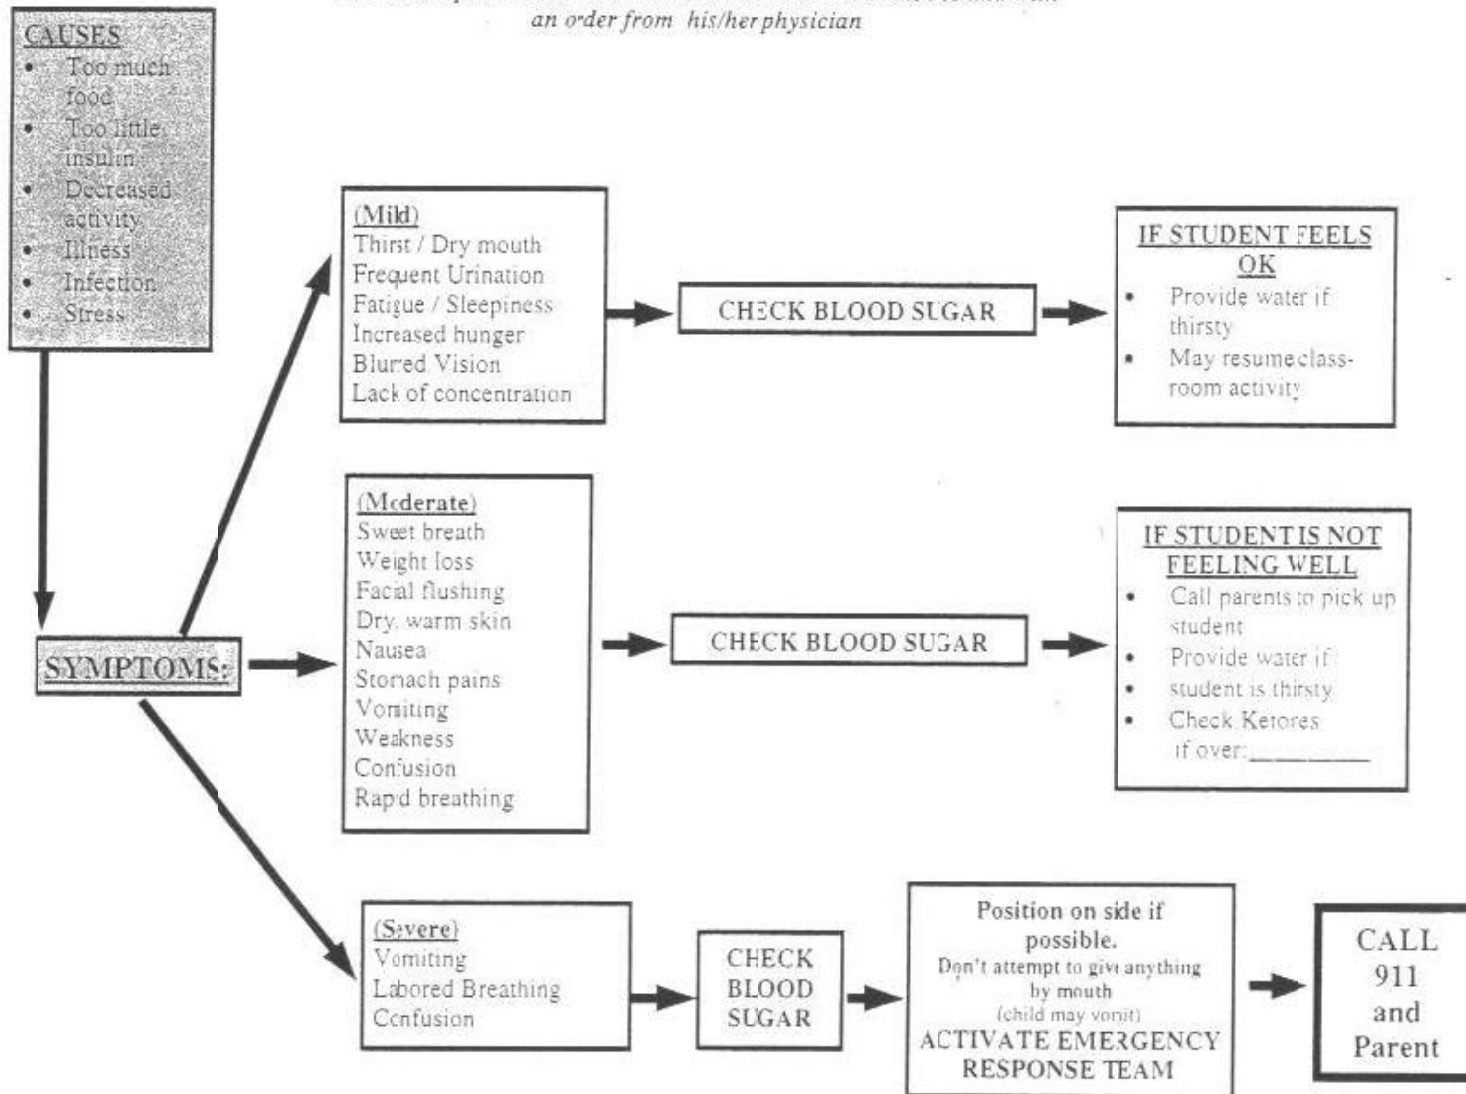 an order from his/her physician
CAUSES
• Too much
food
• Too little
insulin
• Decreased
activity
• Illness
• Infection
• Stress
SYMPTOMS:
(Mild)
Thirst / Dry mouth
Frequent Urination
Fatigue / Sleepiness
Increased hunger
Blurred Vision
Lack of concentration
CHECK BLOOD SUGAR
IF STUDENT FEELS
OK
• Provide water if
thirsty
• May resume class-
room activity
(Moderate)
Sweet breath
Weight loss
Facial flushing
Dry, warm skin
Nausea
Stomach pains
Vomiting
Weakness
Confusion
Rapid breathing
CHECK BLOOD SUGAR
IF STUDENT IS NOT
FEELING WELL
• Call parents to pick up
student
• Provide water if
• student is thirsty
• Check Ketones
if over: __________
(Severe)
Vomiting
Labored Breathing
Confusion
CHECK
BLOOD
SUGAR
Position on side if
possible.
Don't attempt to give anything
by mouth
(child may vomit)
ACTIVATE EMERGENCY
RESPONSE TEAM
CALL
911
and
Parent